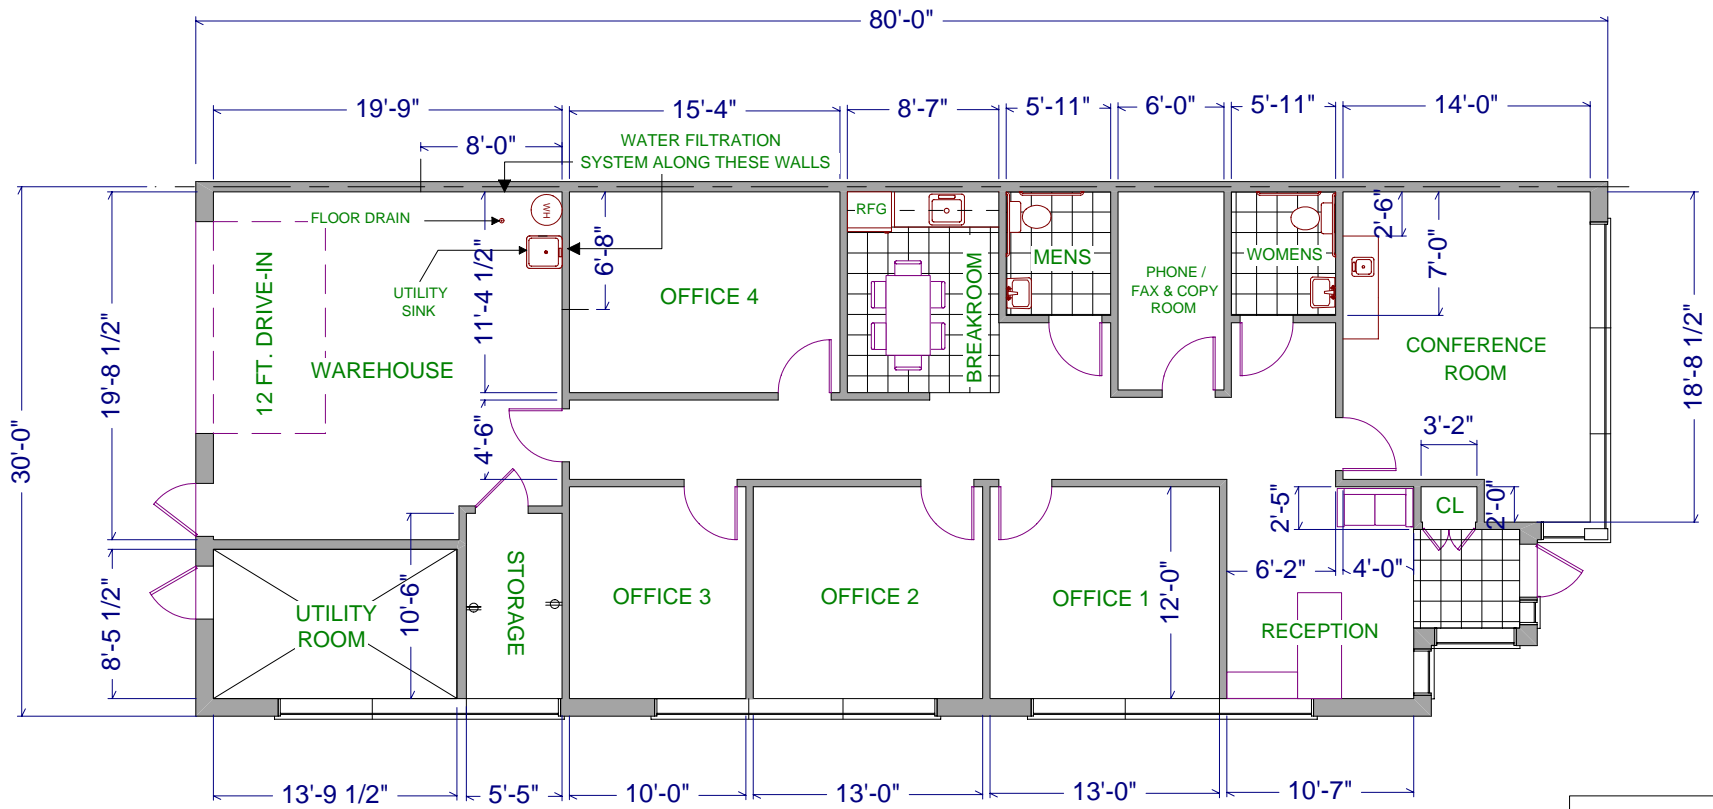 80'-0"
19'-9"
15'-4"
8'-7"
5'-11"
6'-0"
5'-11"
14'-0"
8'-0"
WATER FILTRATION
SYSTEM ALONG THESE WALLS
FLOOR DRAIN
WH
RFG
2'-6"
6'-8"
7'-0"
MENS
WOMENS
12 FT. DRIVE-IN
UTILITY
SINK
11'-4 1/2"
OFFICE 4
BREAKROOM
PHONE /
FAX & COPY
ROOM
CONFERENCE
ROOM
WAREHOUSE
19'-8 1/2"
18'-8 1/2"
30'-0"
4'-6"
3'-2"
2'-5"
CL
2'-0"
6'-2"
4'-0"
8'-5 1/2"
UTILITY
ROOM
10'-6"
STORAGE
OFFICE 3
OFFICE 2
OFFICE 1
12'-0"
RECEPTION
13'-9 1/2"
5'-5"
10'-0"
13'-0"
13'-0"
10'-7"